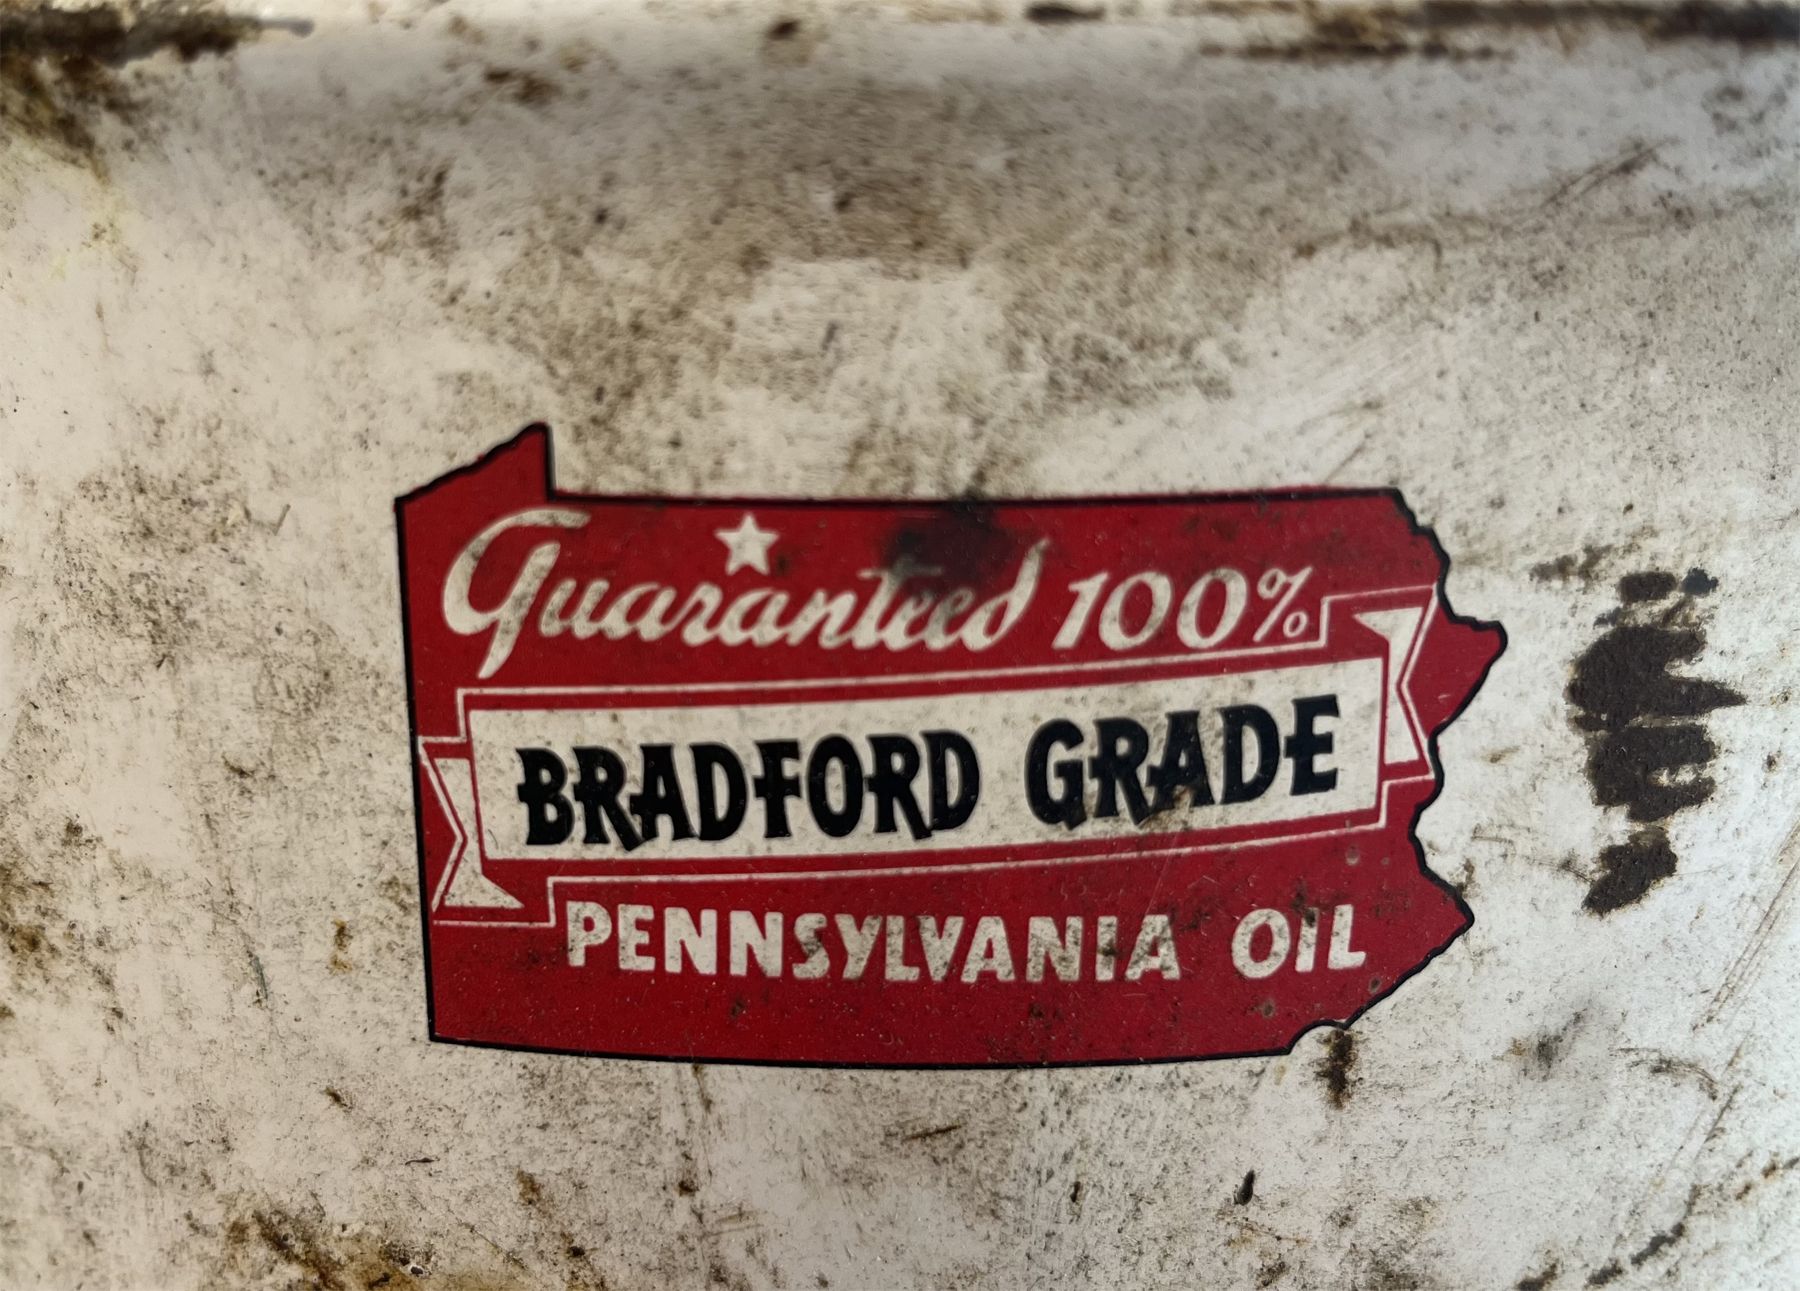 Guaranteed 100%
BRADFORD GRADE
PENNSYLVANIA OIL